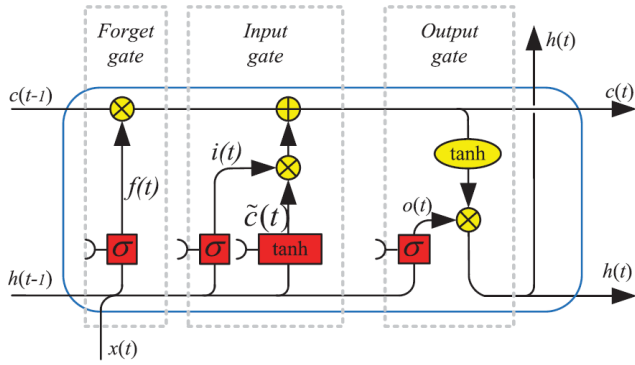 Forget
gate
Input
gate
Output
gate
h(t)
c(t-1)
c(t)
tanh
i(t)
f(t)
c̃(t)
o(t)
σ
σ
tanh
σ
h(t-1)
h(t)
x(t)